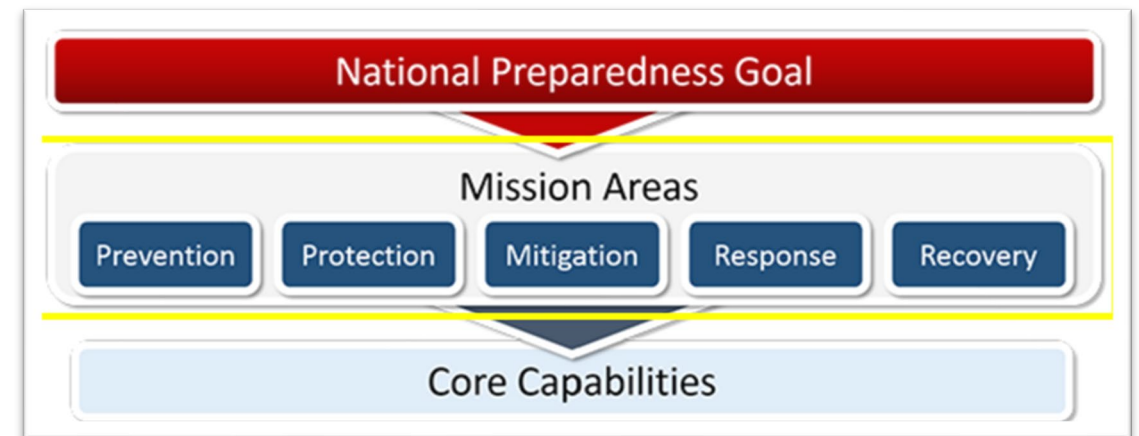 National Preparedness Goal
Mission Areas
Prevention Protection Mitigation Response Recovery
Core Capabilities